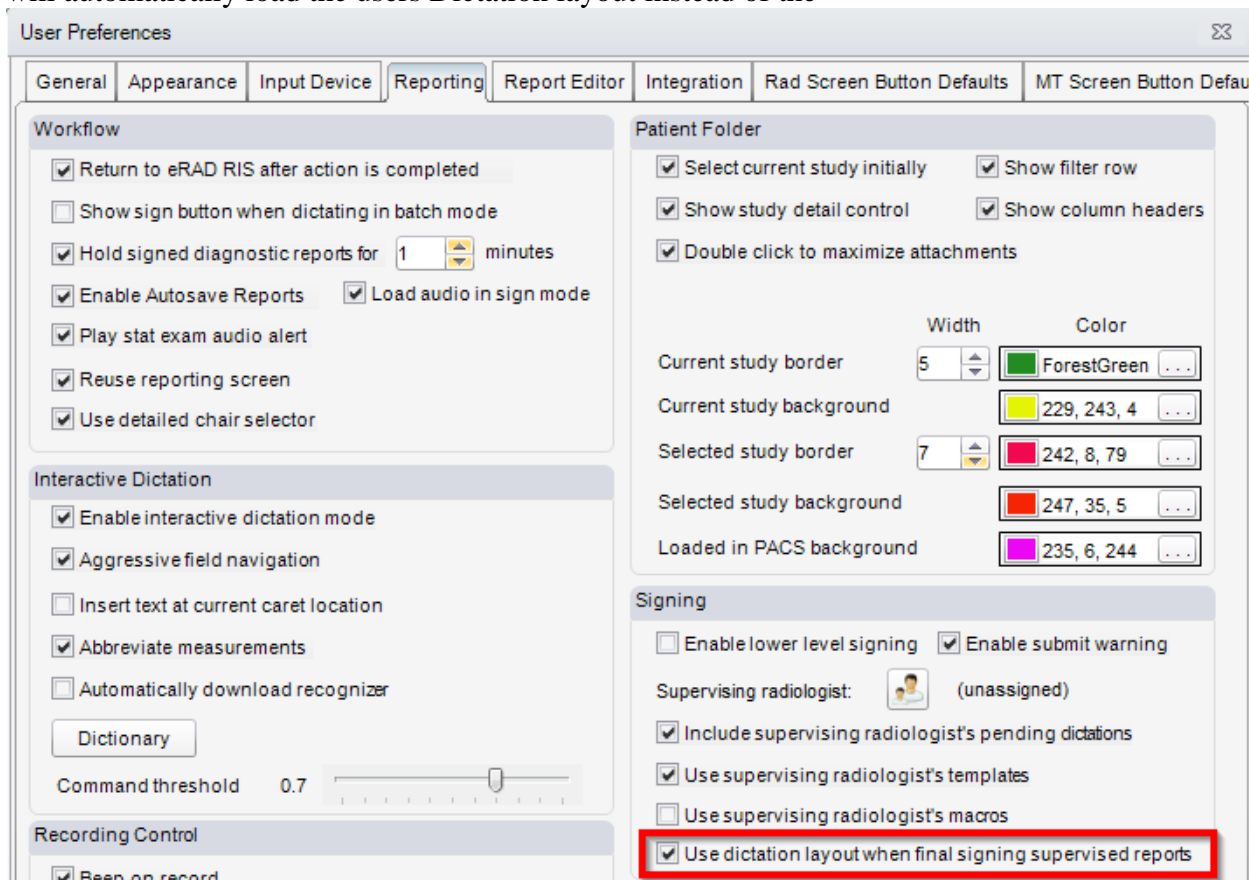 will automatically load the users Dictation layout instead of the
User Preferences
General Appearance Input Device Reporting Report Editor Integration Rad Screen Button Defaults MT Screen Button Defau
Workflow
Return to eRAD RIS after action is completed
Show sign button when dictating in batch mode
Hold signed diagnostic reports for 1 minutes
Enable Autosave Reports Load audio in sign mode
Play stat exam audio alert
Reuse reporting screen
Use detailed chair selector
Interactive Dictation
Enable interactive dictation mode
Aggressive field navigation
Insert text at current caret location
Abbreviate measurements
Automatically download recognizer
Dictionary
Command threshold 0.7
Recording Control
Beep on record
Patient Folder
Select current study initially Show filter row
Show study detail control Show column headers
Double click to maximize attachments
Width Color
Current study border 5 ForestGreen ...
Current study background 229, 243, 4 ...
Selected study border 7 242, 8, 79 ...
Selected study background 247, 35, 5 ...
Loaded in PACS background 235, 6, 244 ...
Signing
Enable lower level signing Enable submit warning
Supervising radiologist: (unassigned)
Include supervising radiologist's pending dictations
Use supervising radiologist's templates
Use supervising radiologist's macros
Use dictation layout when final signing supervised reports